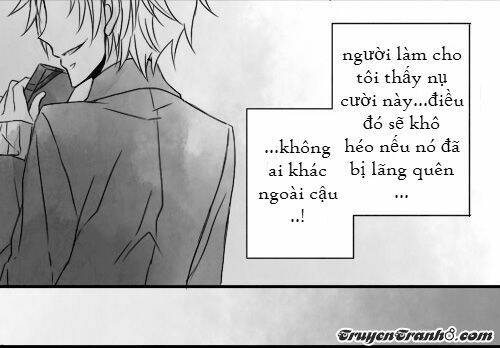 người làm cho
tôi thấy nụ
cười này...điều
đó sẽ khô
héo nếu nó đã
bị lãng quên
...
...không
ai khác
ngoài cậu
..!
TruyenTranh8.com